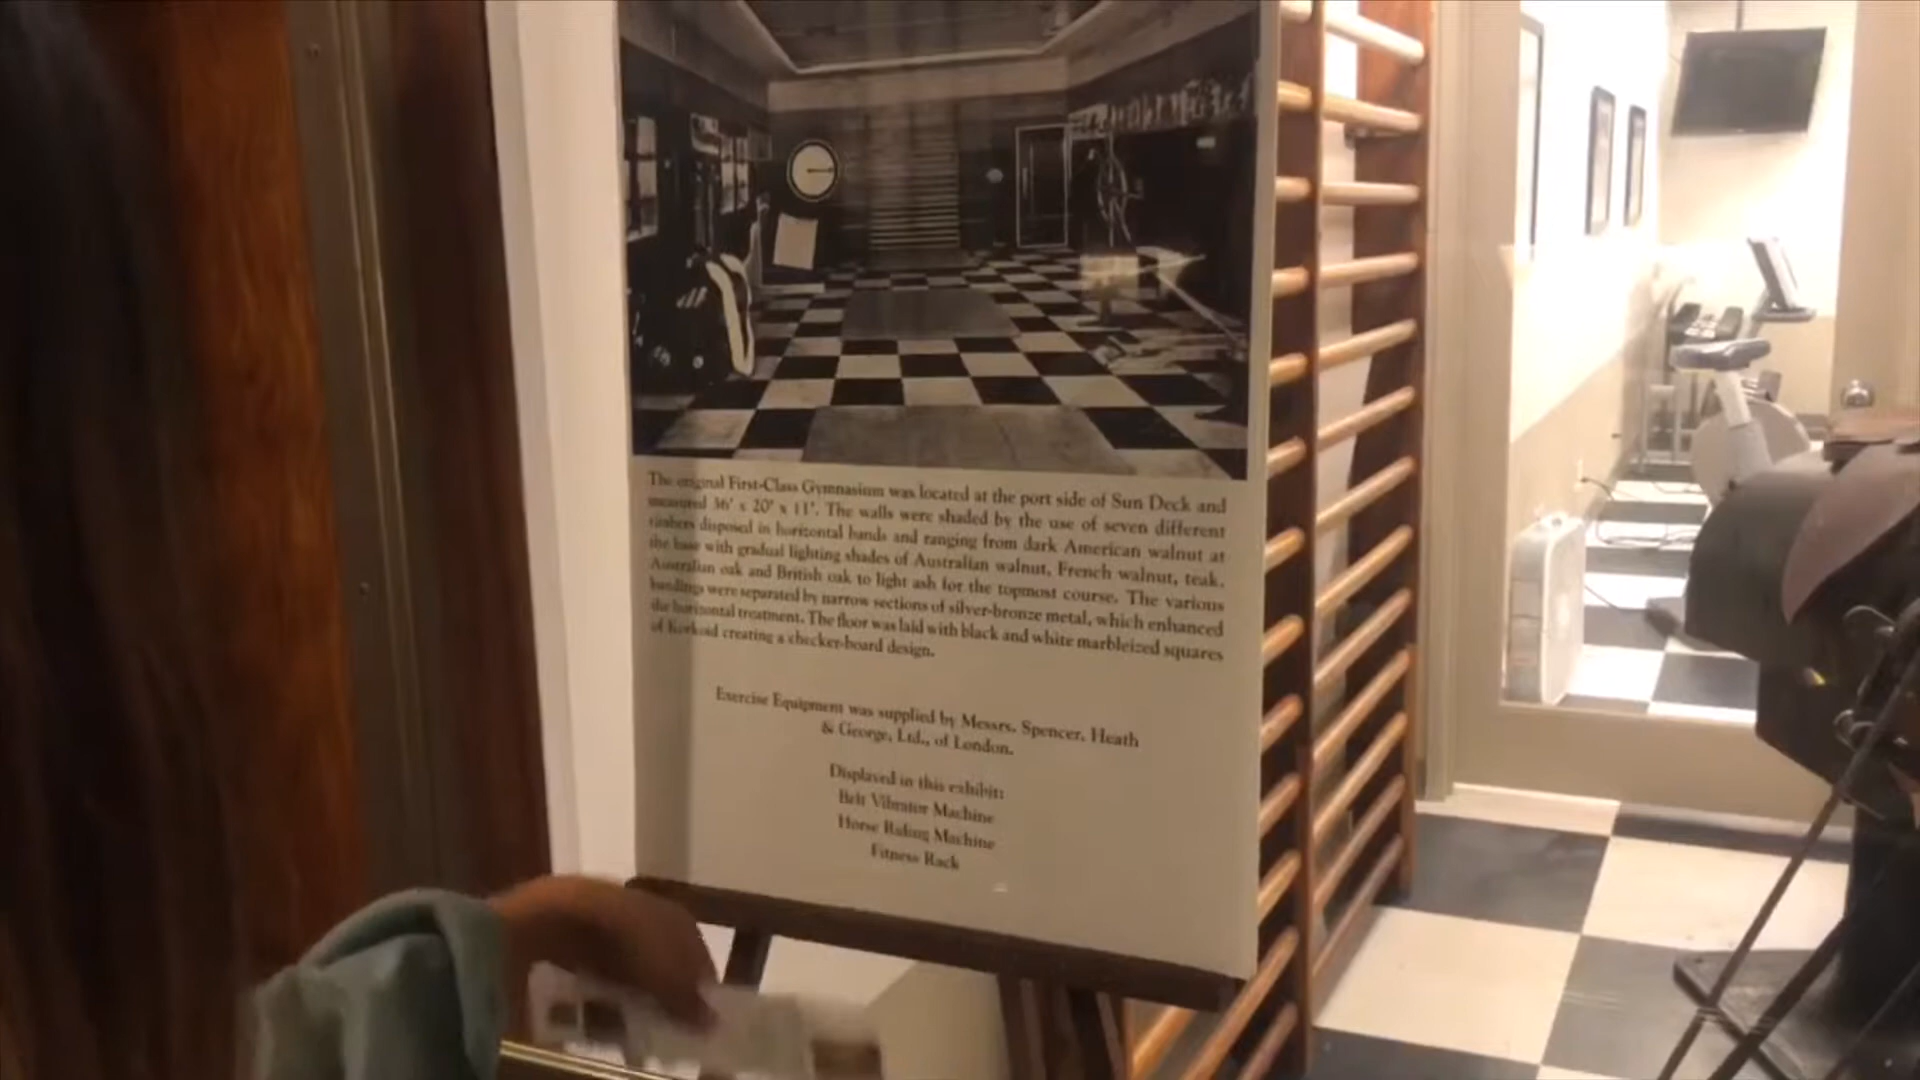 The original First-Class Gymnasium was located at the port side of Sun Deck and
measured 36' x 20' x 11'. The walls were shaded by the use of seven different
timbers disposed in horizontal bands and ranging from dark American walnut at
the base with gradual lighting shades of Australian walnut, French walnut, teak,
Australian oak and British oak to light ash for the topmost course. The various
bandings were separated by narrow sections of silver-bronze metal, which enhanced
the horizontal treatment. The floor was laid with black and white marbleized squares
of Korkoid creating a checker-board design.
Exercise Equipment was supplied by Messrs. Spencer, Heath
& George, Ltd., of London.
Displayed in this exhibit:
Belt Vibrator Machine
Horse Riding Machine
Fitness Rack